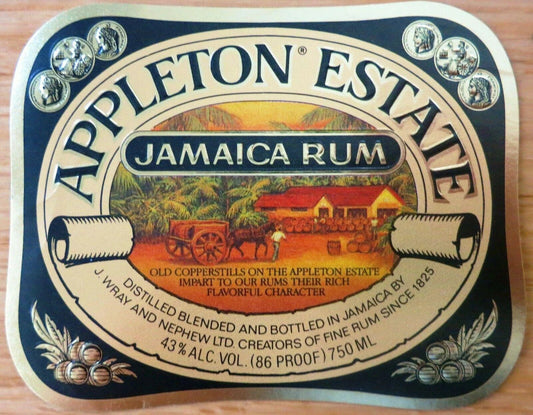 APPLETON® ESTATE
JAMAICA RUM
OLD COPPERSTILLS ON THE APPLETON ESTATE
IMPART TO OUR RUMS THEIR RICH
FLAVORFUL CHARACTER
DISTILLED BLENDED AND BOTTLED IN JAMAICA BY
J. WRAY AND NEPHEW LTD. CREATORS OF FINE RUM SINCE 1825
43% ALC. VOL. (86 PROOF) 750 ML